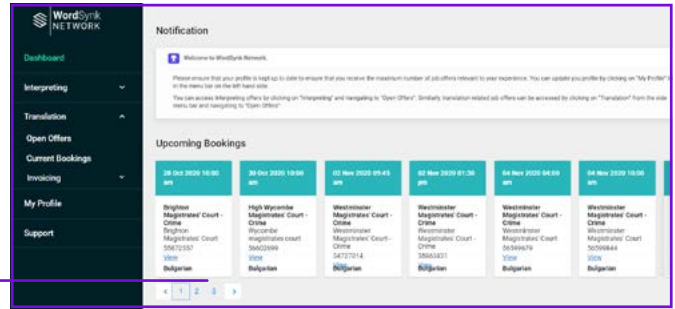 WordSynk
NETWORK
Dashboard
Interpreting
Translation
Open Offers
Current Bookings
Invoicing
My Profile
Support
Notification
Welcome to WordSynk Network.
Please ensure that your profile is kept up to date to ensure that you receive the maximum number of job offers relevant to your experience. You can update you profile by clicking on "My Profile"
in the menu bar on the left hand side.
You can access Interpreting offers by clicking on "Interpreting" and navigating to "Open Offers". Similarly translation related job offers can be accessed by clicking on "Translation" from the side
menu bar and navigating to "Open Offers"
Upcoming Bookings
28 Oct 2020 10:00
am
Brighton
Magistrates' Court -
Crime
Brighton
Magistrates' Court
View
Bulgarian
30 Oct 2020 10:00
am
High Wycombe
Magistrates' Court -
Crime
Wycombe
magistrates court
56602699
View
Bulgarian
02 Nov 2020 09:45
am
Westminster
Magistrates' Court -
Crime
Westminster
Magistrates' Court -
Crime
54727014
View
Bulgarian
02 Nov 2020 01:30
pm
Westminster
Magistrates' Court -
Crime
Westminster
Magistrates' Court -
Crime
View
Bulgarian
04 Nov 2020 04:00
am
Westminster
Magistrates' Court -
Crime
Westminster
Magistrates' Court
56599679
View
Bulgarian
04 Nov 2020 10:00
am
Westminster
Magistrates' Court -
Crime
Westminster
Magistrates' Court
56599844
View
Bulgarian
‹ 1 2 3 ›